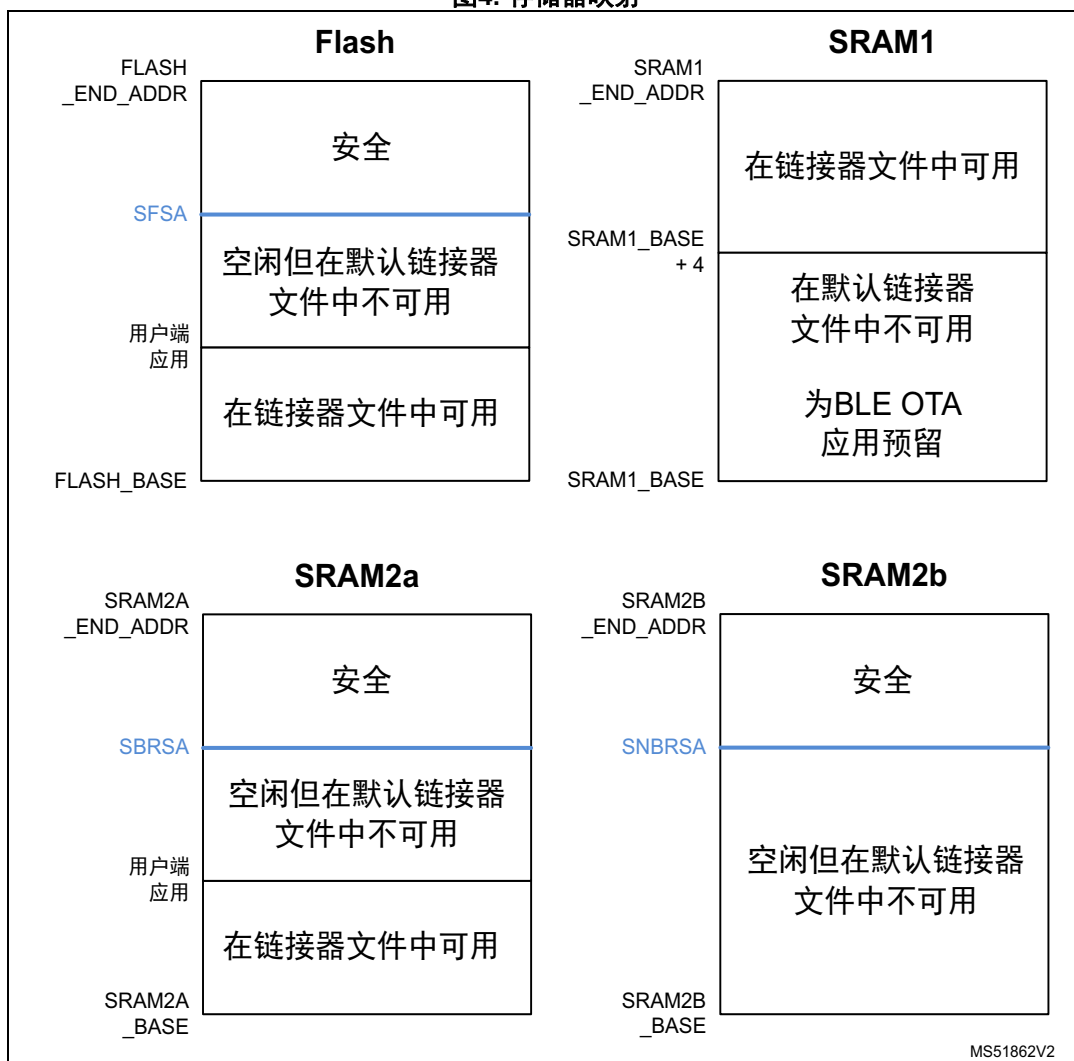 图4. 存储器映射
Flash
FLASH
_END_ADDR
安全
SFSA
空闲但在默认链接器
文件中不可用
用户端
应用
在链接器文件中可用
FLASH_BASE
SRAM1
SRAM1
_END_ADDR
在链接器文件中可用
SRAM1_BASE
+ 4
在默认链接器
文件中不可用
为BLE OTA
应用预留
SRAM1_BASE
SRAM2a
SRAM2A
_END_ADDR
安全
SBRSA
空闲但在默认链接器
文件中不可用
用户端
应用
在链接器文件中可用
SRAM2A
_BASE
SRAM2b
SRAM2B
_END_ADDR
安全
SNBRSA
空闲但在默认链接器
文件中不可用
SRAM2B
_BASE
MS51862V2